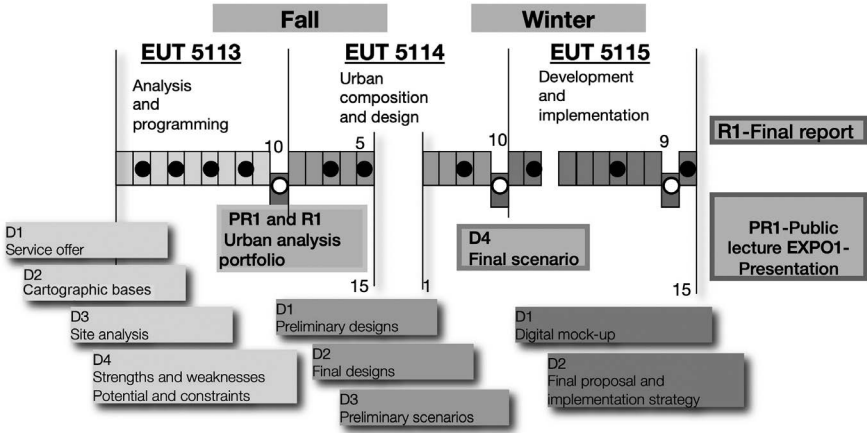 Fall
Winter
EUT 5113
EUT 5114
EUT 5115
Analysis
and
programming
Urban
composition
and design
Development
and
implementation
10
5
10
9
R1-Final report
PR1 and R1
Urban analysis
portfolio
D4
Final scenario
PR1-Public
lecture EXPO1-
Presentation
15
1
15
D1
Service offer
D2
Cartographic bases
D3
Site analysis
D4
Strengths and weaknesses
Potential and constraints
D1
Preliminary designs
D2
Final designs
D3
Preliminary scenarios
D1
Digital mock-up
D2
Final proposal and
implementation strategy